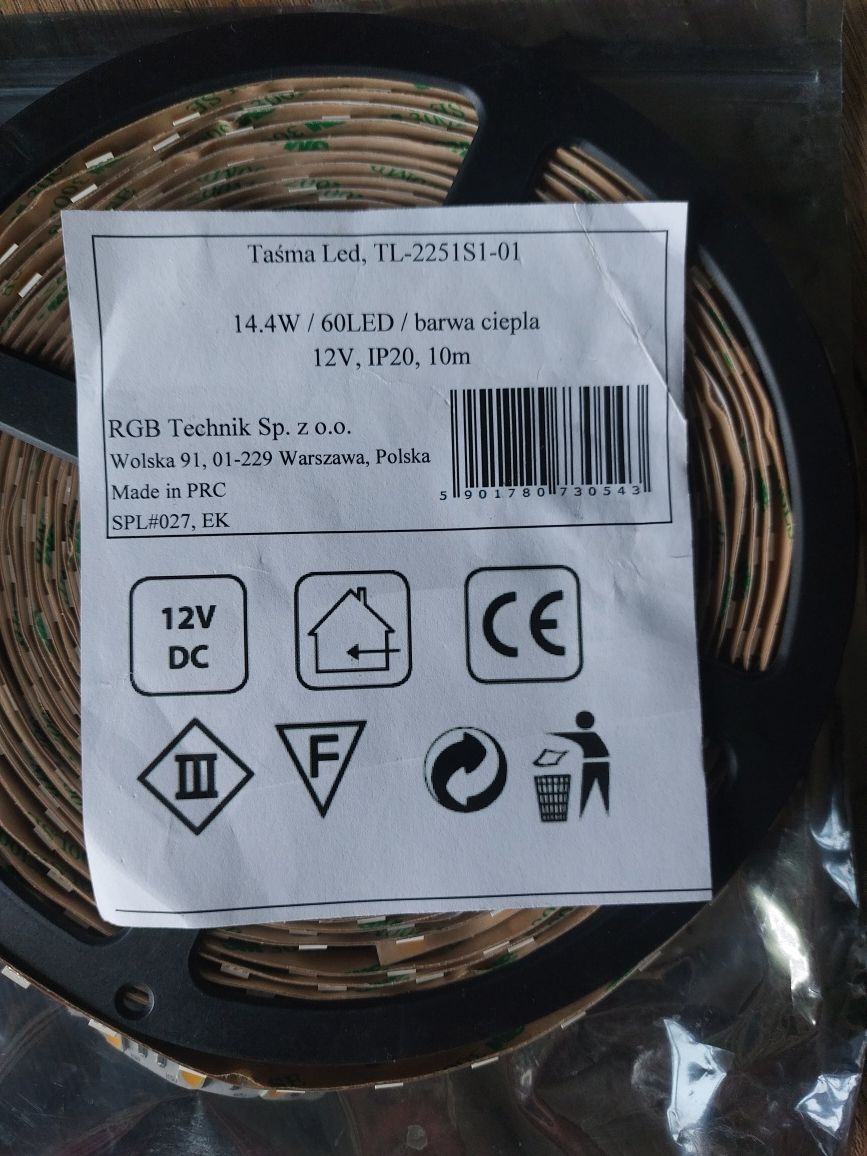 Taśma Led, TL-2251S1-01
14.4W / 60LED / barwa ciepla
12V, IP20, 10m
RGB Technik Sp. z o.o.
Wolska 91, 01-229 Warszawa, Polska
Made in PRC
SPL#027, EK
5 901780 730543
12V
DC
CE
III
F